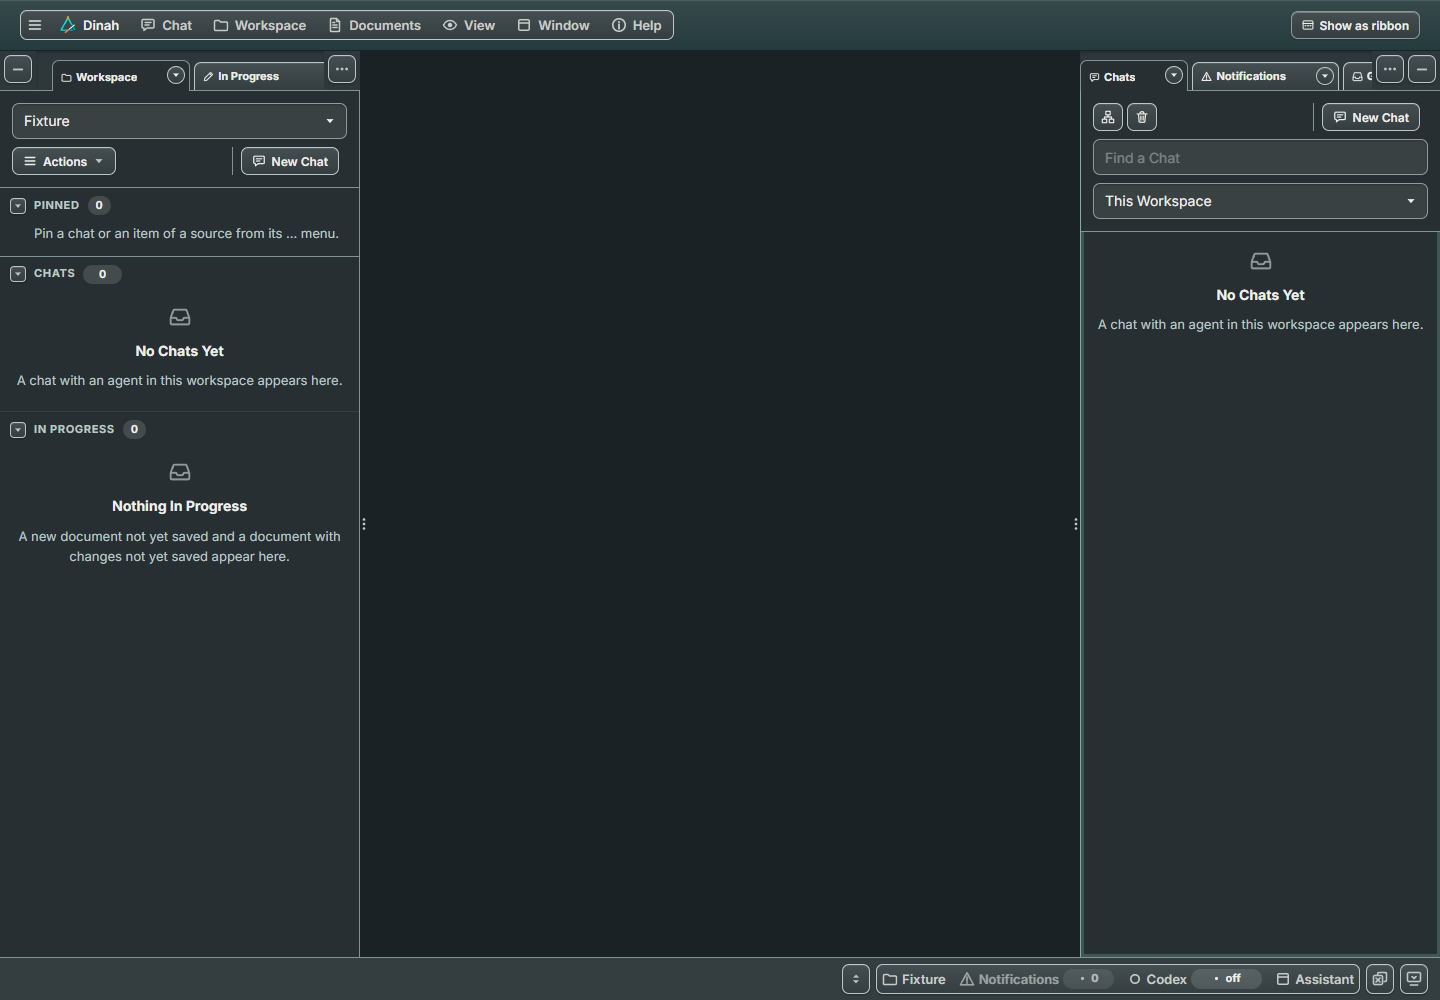 Dinah Chat Workspace Documents View Window Help Show as ribbon
Workspace In Progress
Chats Notifications
Fixture
Actions New Chat
New Chat
Find a Chat
This Workspace
PINNED 0
Pin a chat or an item of a source from its ... menu.
CHATS 0
No Chats Yet
A chat with an agent in this workspace appears here.
IN PROGRESS 0
Nothing In Progress
A new document not yet saved and a document with
changes not yet saved appear here.
No Chats Yet
A chat with an agent in this workspace appears here.
Fixture Notifications • 0 Codex • off Assistant